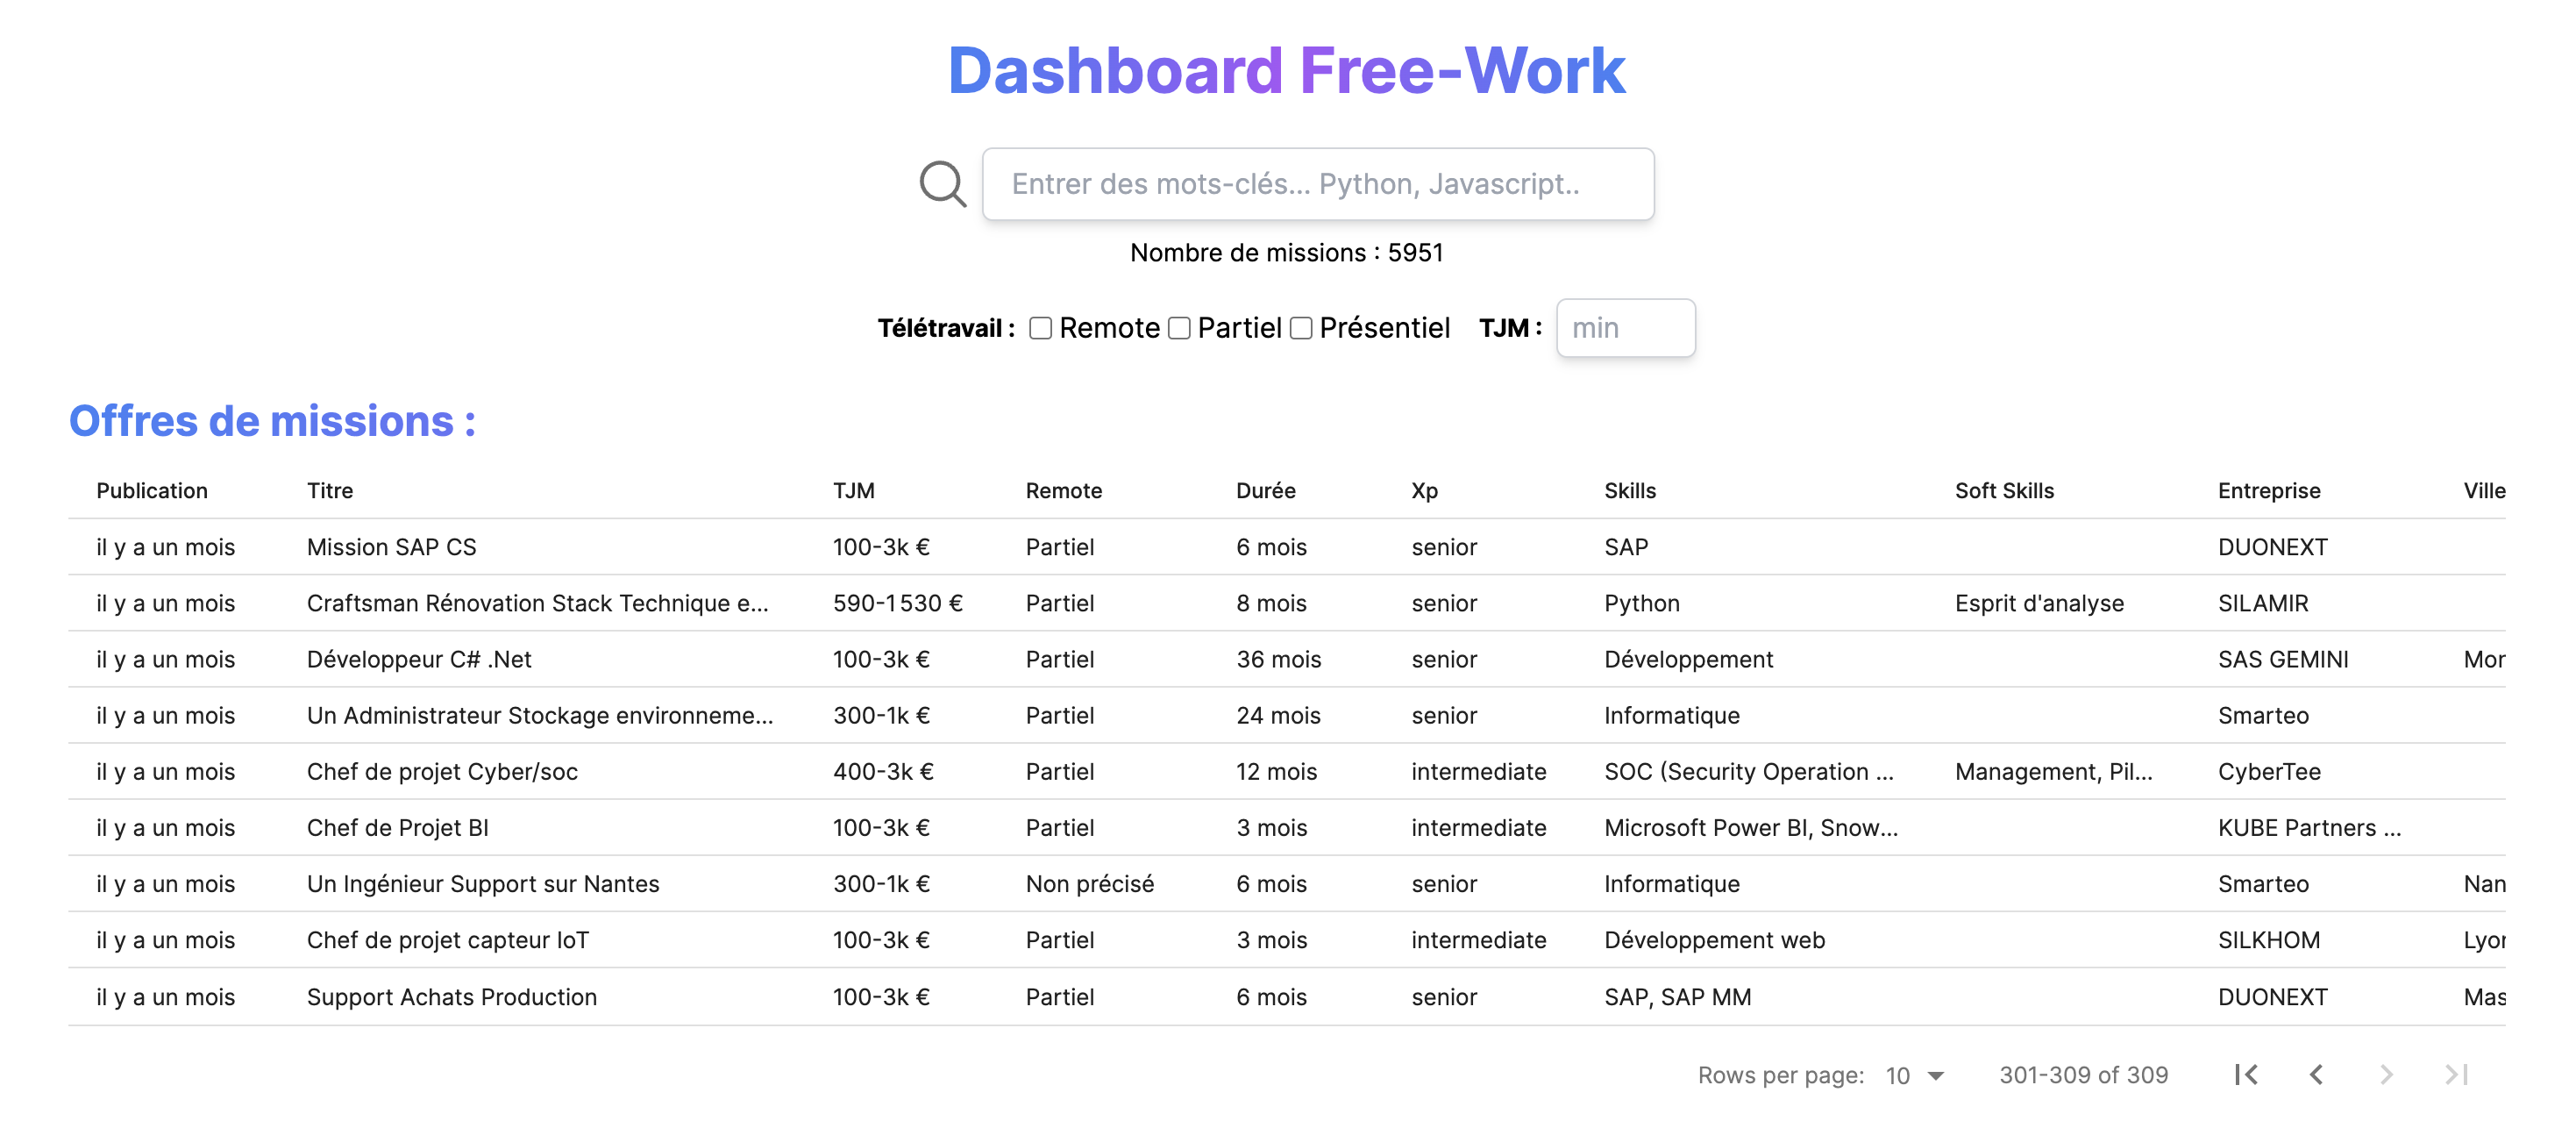 Dashboard Free-Work
Entrer des mots-clés... Python, Javascript..
Nombre de missions : 5951
Télétravail : Remote Partiel Présentiel TJM : min
Offres de missions :
Publication Titre TJM Remote Durée Xp Skills Soft Skills Entreprise Ville
il y a un mois Mission SAP CS 100-3k € Partiel 6 mois senior SAP DUONEXT
il y a un mois Craftsman Rénovation Stack Technique e... 590-1 530 € Partiel 8 mois senior Python Esprit d'analyse SILAMIR
il y a un mois Développeur C# .Net 100-3k € Partiel 36 mois senior Développement SAS GEMINI Mon
il y a un mois Un Administrateur Stockage environneme... 300-1k € Partiel 24 mois senior Informatique Smarteo
il y a un mois Chef de projet Cyber/soc 400-3k € Partiel 12 mois intermediate SOC (Security Operation ... Management, Pil... CyberTee
il y a un mois Chef de Projet BI 100-3k € Partiel 3 mois intermediate Microsoft Power BI, Snow... KUBE Partners ...
il y a un mois Un Ingénieur Support sur Nantes 300-1k € Non précisé 6 mois senior Informatique Smarteo Nan
il y a un mois Chef de projet capteur IoT 100-3k € Partiel 3 mois intermediate Développement web SILKHOM Lyon
il y a un mois Support Achats Production 100-3k € Partiel 6 mois senior SAP, SAP MM DUONEXT Mas
Rows per page: 10 301-309 of 309